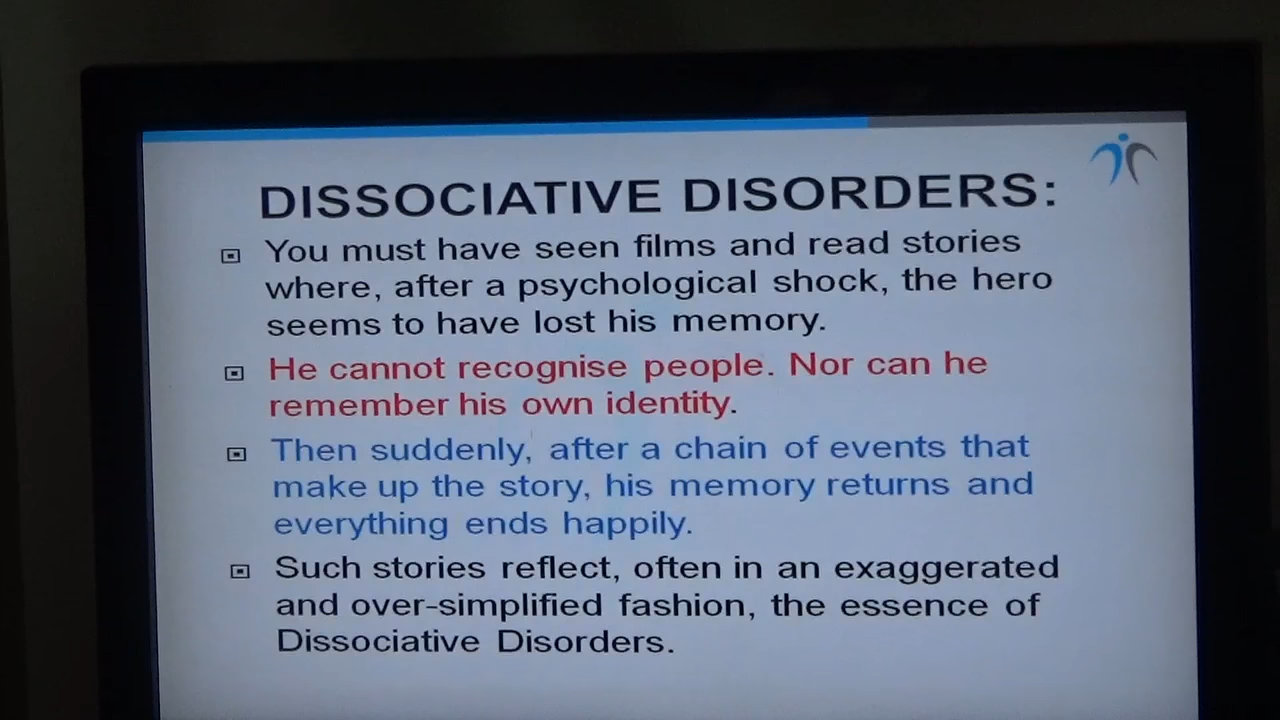 DISSOCIATIVE DISORDERS:
You must have seen films and read stories
where, after a psychological shock, the hero
seems to have lost his memory.
He cannot recognise people. Nor can he
remember his own identity.
Then suddenly, after a chain of events that
make up the story, his memory returns and
everything ends happily.
Such stories reflect, often in an exaggerated
and over-simplified fashion, the essence of
Dissociative Disorders.